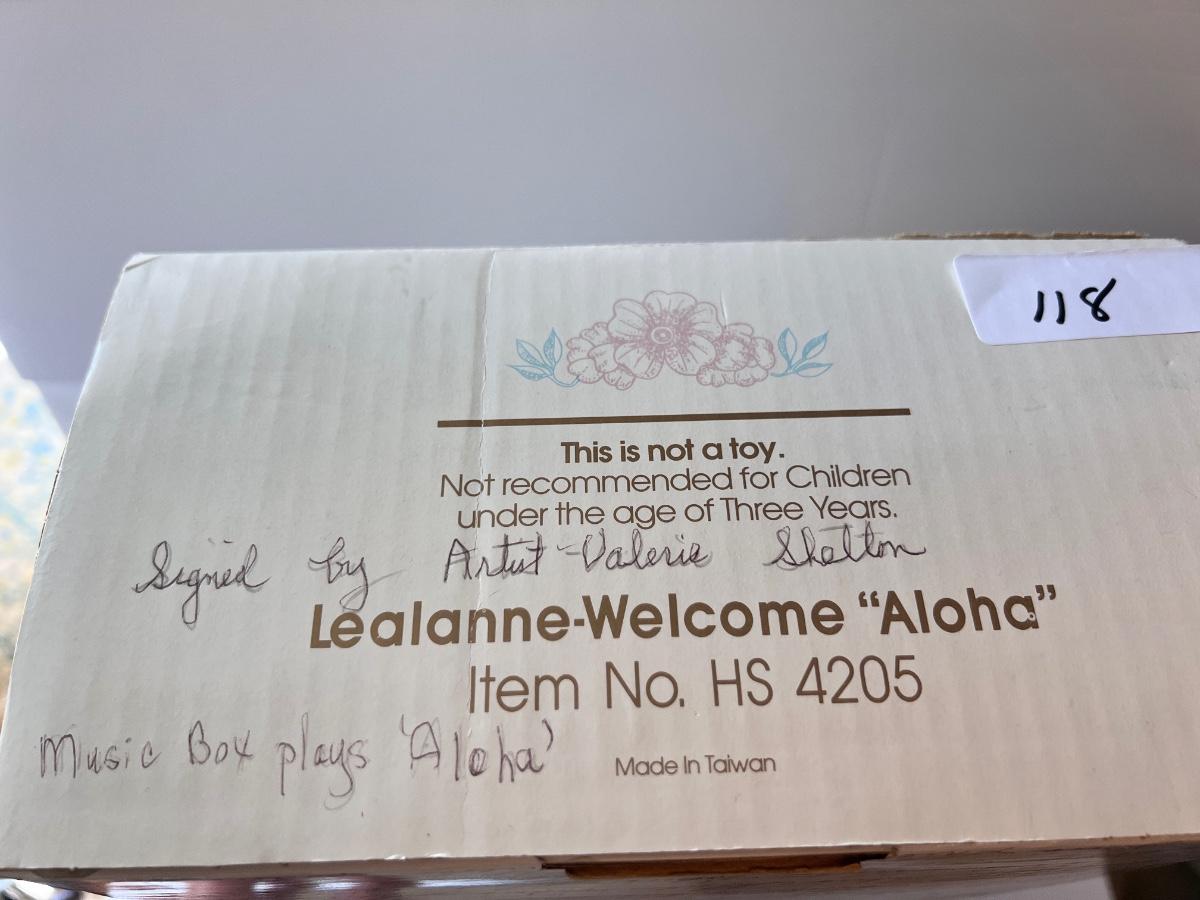 118
This is not a toy.
Not recommended for Children
under the age of Three Years.
Signed by Artist - Valerie Shelton
Lealanne-Welcome “Aloha”
Item No. HS 4205
Music Box plays 'Aloha'
Made In Taiwan